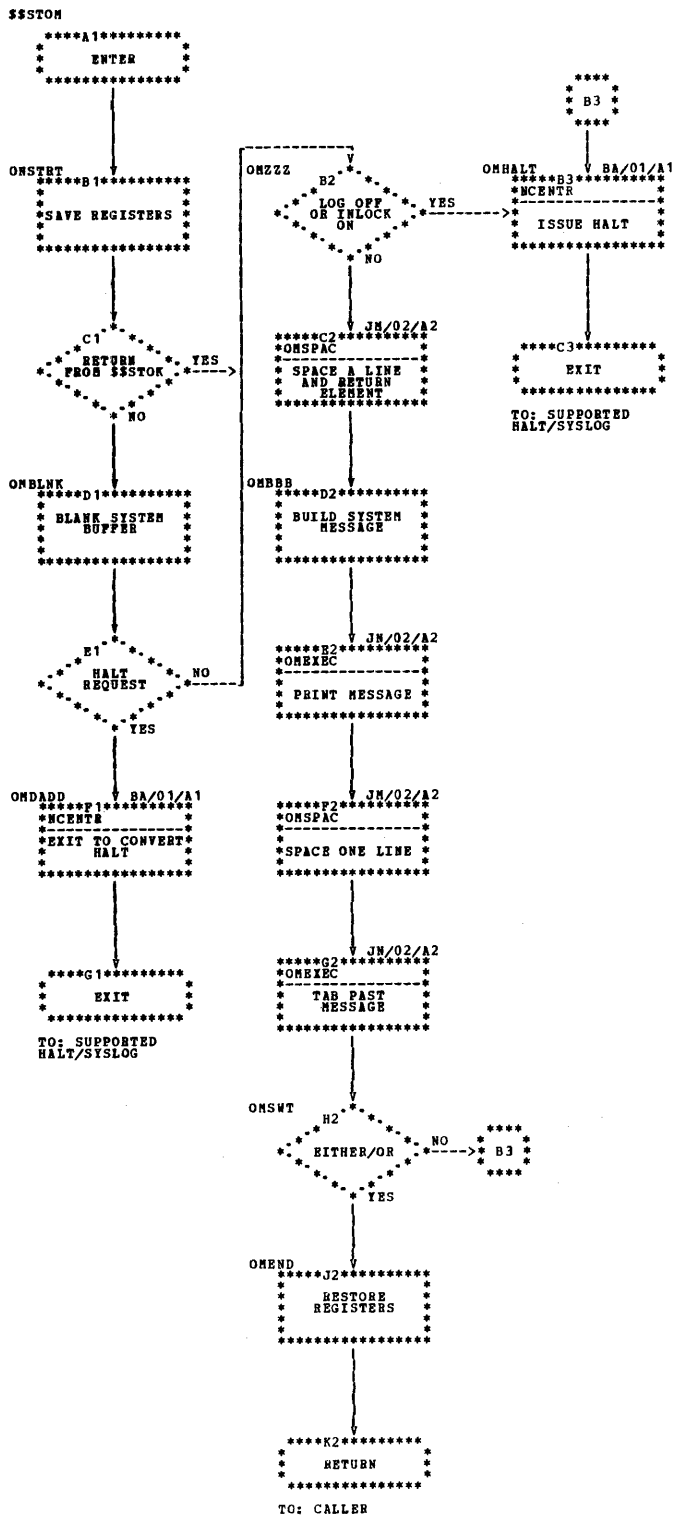 $$STOM
A1
ENTER
OMSTRT
B1
SAVE REGISTERS
C1
RETURN
FROM $$STOK
YES
NO
OMBLNK
D1
BLANK SYSTEM
BUFFER
E1
HALT
REQUEST
NO
YES
OMDADD
BA/01/A1
F1
NCENTR
EXIT TO CONVERT
HALT
G1
EXIT
TO: SUPPORTED
HALT/SYSLOG
OMZZZ
B2
LOG OFF
OR INLOCK
ON
YES
NO
JM/02/A2
C2
OMSPAC
SPACE A LINE
AND RETURN
ELEMENT
OMBBB
D2
BUILD SYSTEM
MESSAGE
JN/02/A2
E2
OMEXEC
PRINT MESSAGE
JM/02/A2
F2
OMSPAC
SPACE ONE LINE
JN/02/A2
G2
OMEXEC
TAB PAST
MESSAGE
OMSWT
H2
EITHER/OR
NO
B3
YES
OMEND
J2
RESTORE
REGISTERS
K2
RETURN
TO: CALLER
B3
OMHALT
BA/01/A1
B3
NCENTR
ISSUE HALT
C3
EXIT
TO: SUPPORTED
HALT/SYSLOG